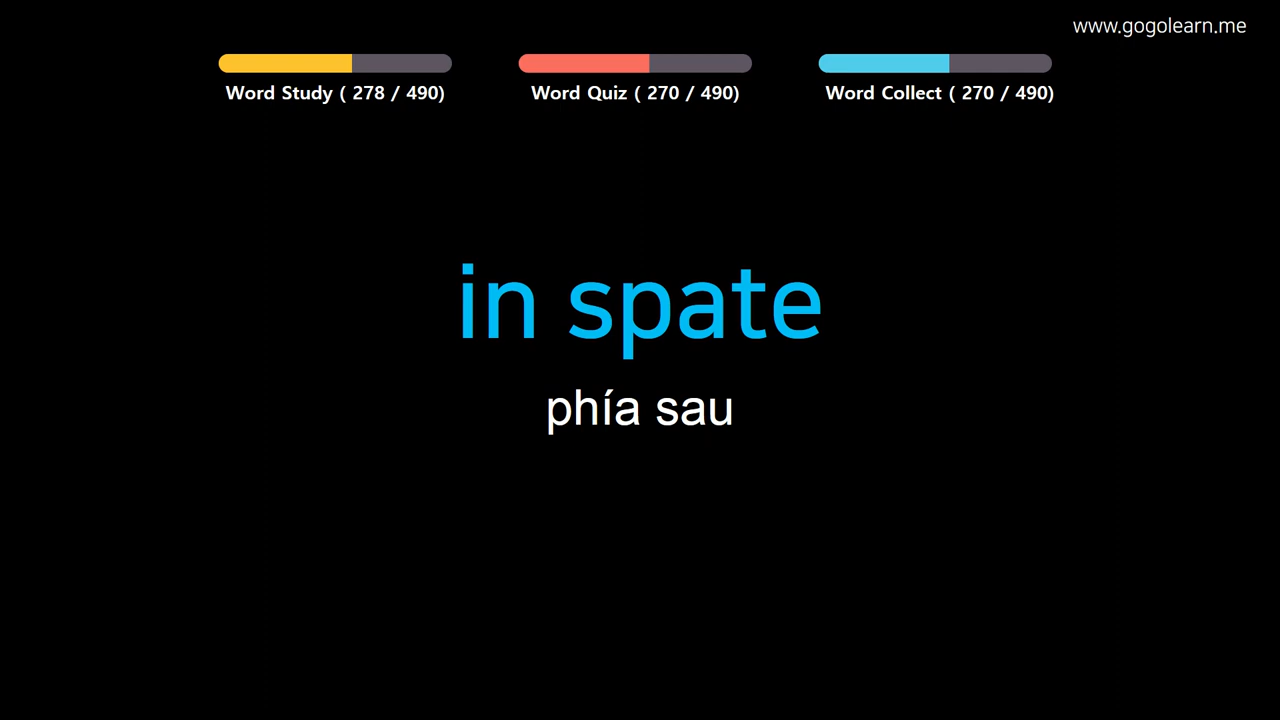 www.gogolearn.me
Word Study ( 278 / 490)
Word Quiz ( 270 / 490)
Word Collect ( 270 / 490)
in spate
phía sau